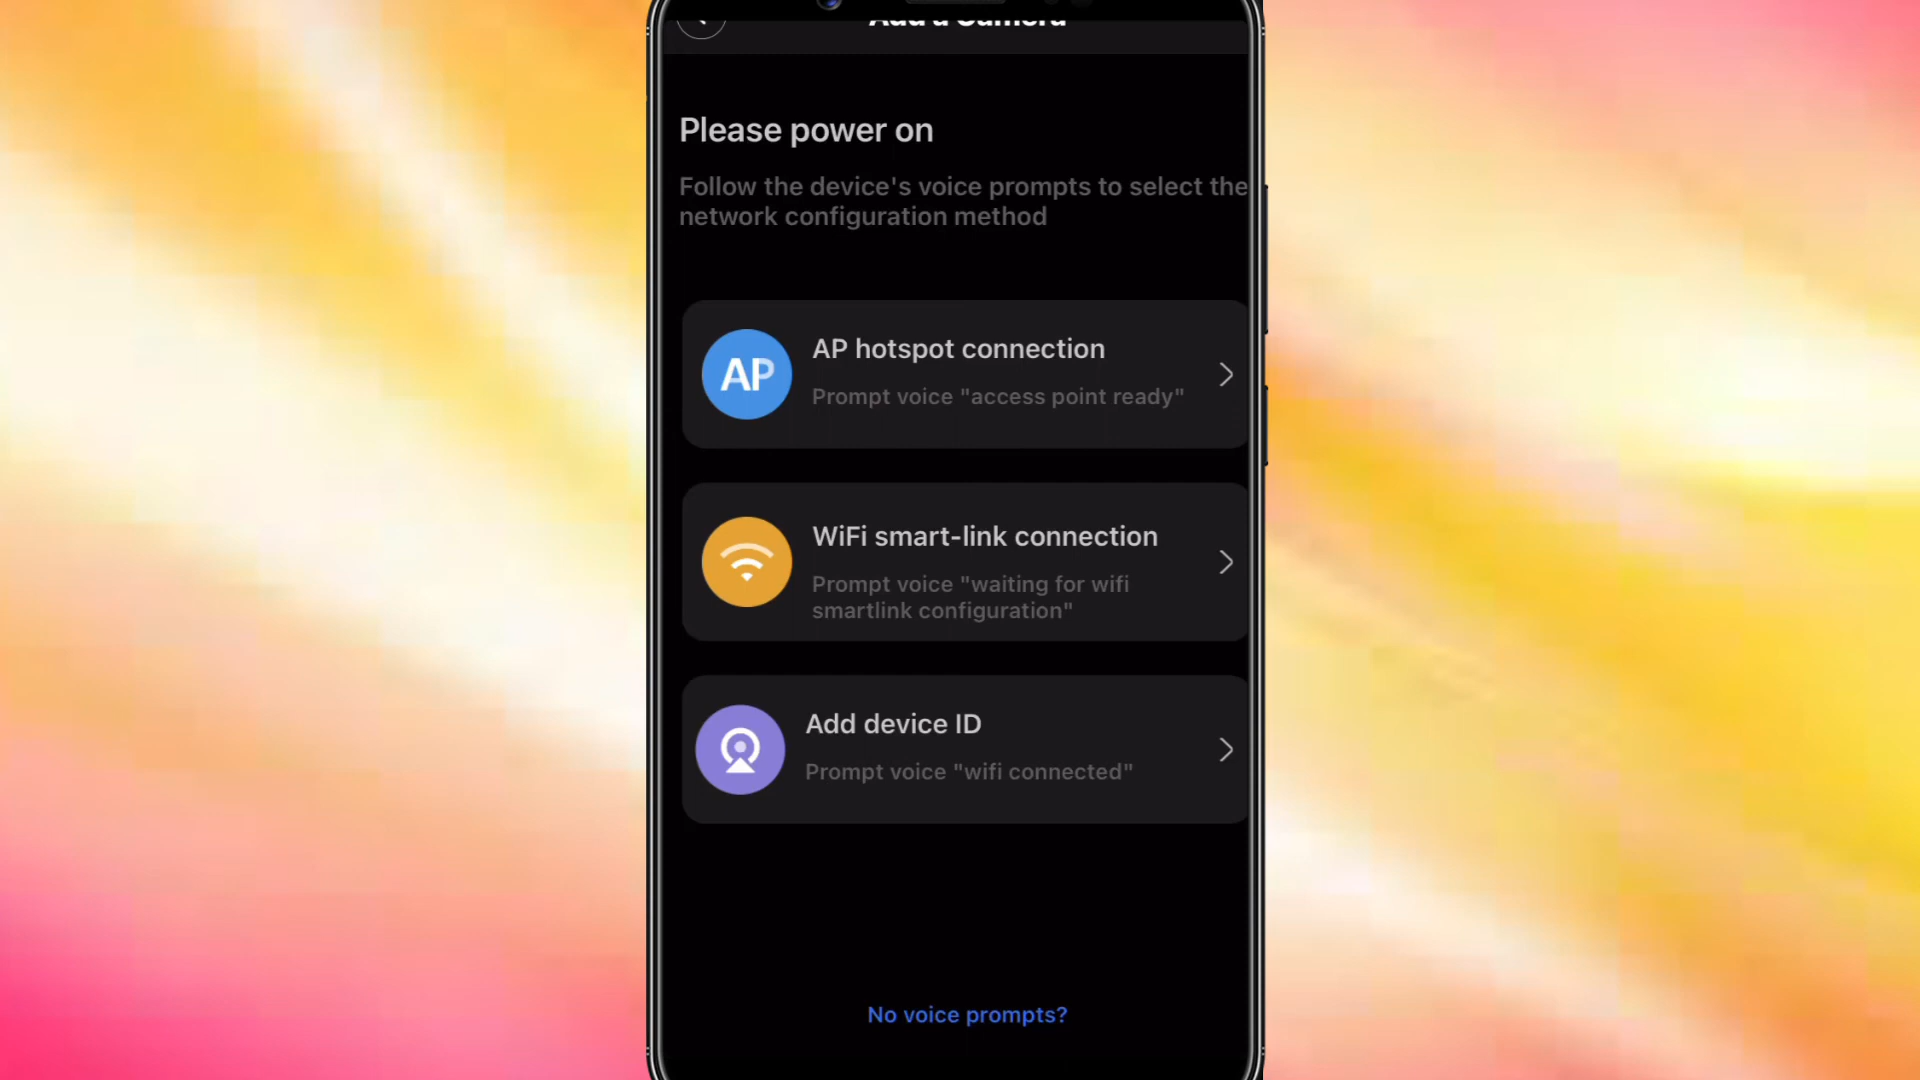 Add a Camera
Please power on
Follow the device's voice prompts to select the
network configuration method
AP
AP hotspot connection
Prompt voice "access point ready"
WiFi smart-link connection
Prompt voice "waiting for wifi
smartlink configuration"
Add device ID
Prompt voice "wifi connected"
No voice prompts?